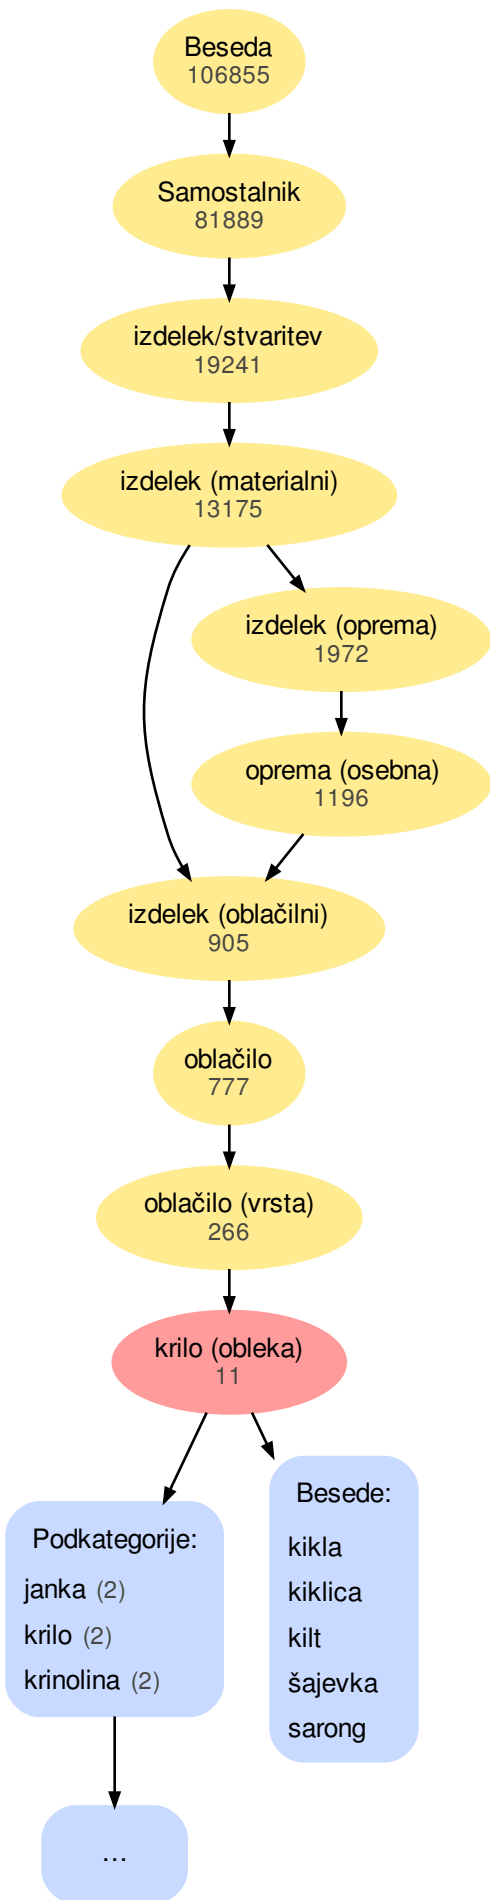 Beseda
106855
Samostalnik
81889
izdelek/stvaritev
19241
izdelek (materialni)
13175
izdelek (oprema)
1972
oprema (osebna)
1196
izdelek (oblačilni)
905
oblačilo
777
oblačilo (vrsta)
266
krilo (obleka)
11
Podkategorije:
janka (2)
krilo (2)
krinolina (2)
Besede:
kikla
kiklica
kilt
šajevka
sarong
...